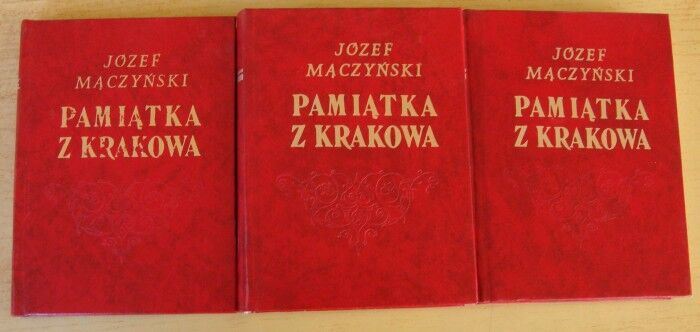 JÓZEF
MĄCZYŃSKI
PAMIĄTKA
Z KRAKOWA
JÓZEF
MĄCZYŃSKI
PAMIĄTKA
Z KRAKOWA
JÓZEF
MĄCZYŃSKI
PAMIĄTKA
Z KRAKOWA